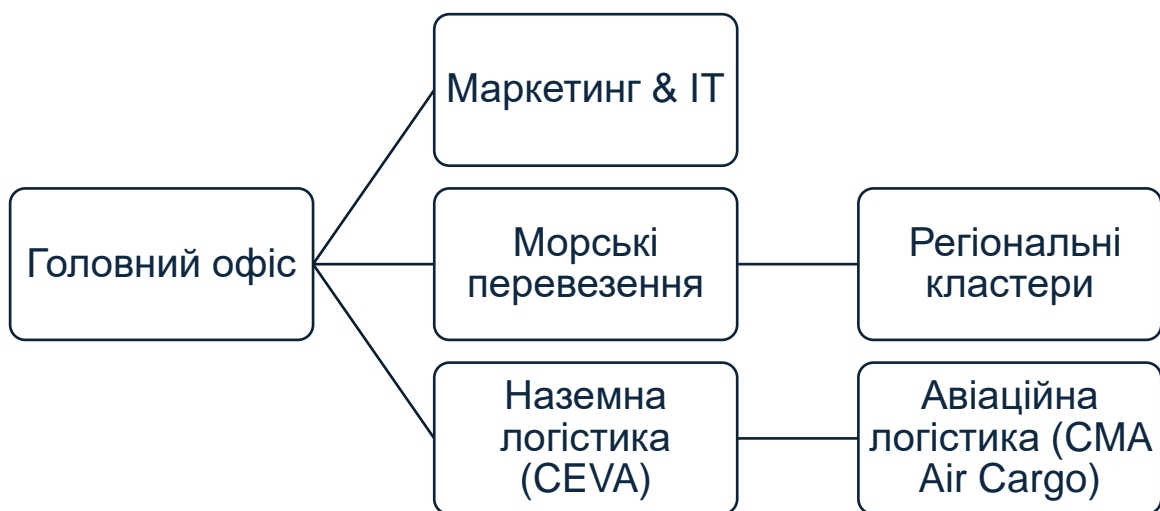 Маркетинг & IT
Головний офіс
Морські
перевезення
Регіональні
кластери
Наземна
логістика
(CEVA)
Авіаційна
логістика (CMA
Air Cargo)